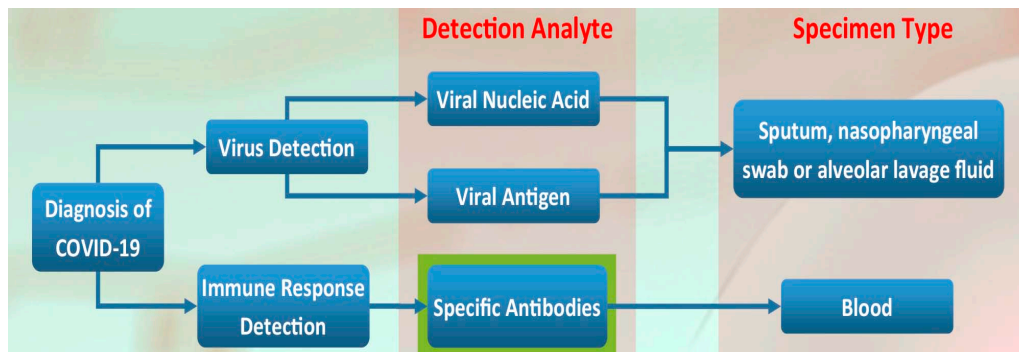 Detection Analyte
Specimen Type
Viral Nucleic Acid
Sputum, nasopharyngeal
swab or alveolar lavage fluid
Virus Detection
Viral Antigen
Diagnosis of
COVID-19
Immune Response
Detection
Specific Antibodies
Blood